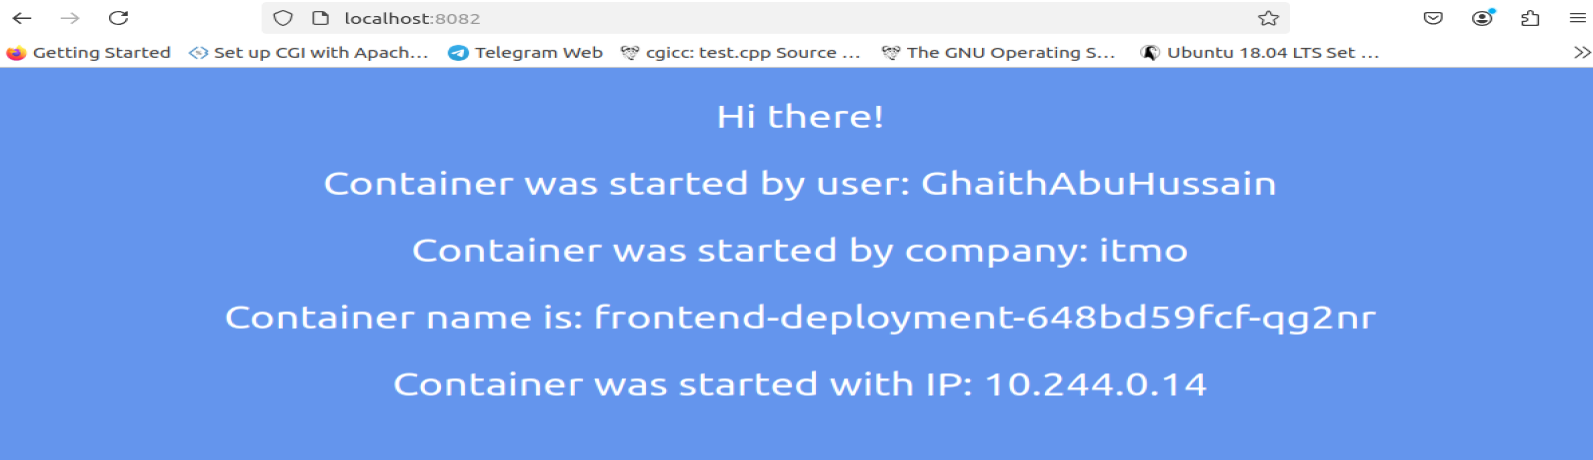 localhost:8082
Getting Started Set up CGI with Apach... Telegram Web cgicc: test.cpp Source ... The GNU Operating S... Ubuntu 18.04 LTS Set ...
Hi there!
Container was started by user: GhaithAbuHussain
Container was started by company: itmo
Container name is: frontend-deployment-648bd59fcf-qg2nr
Container was started with IP: 10.244.0.14